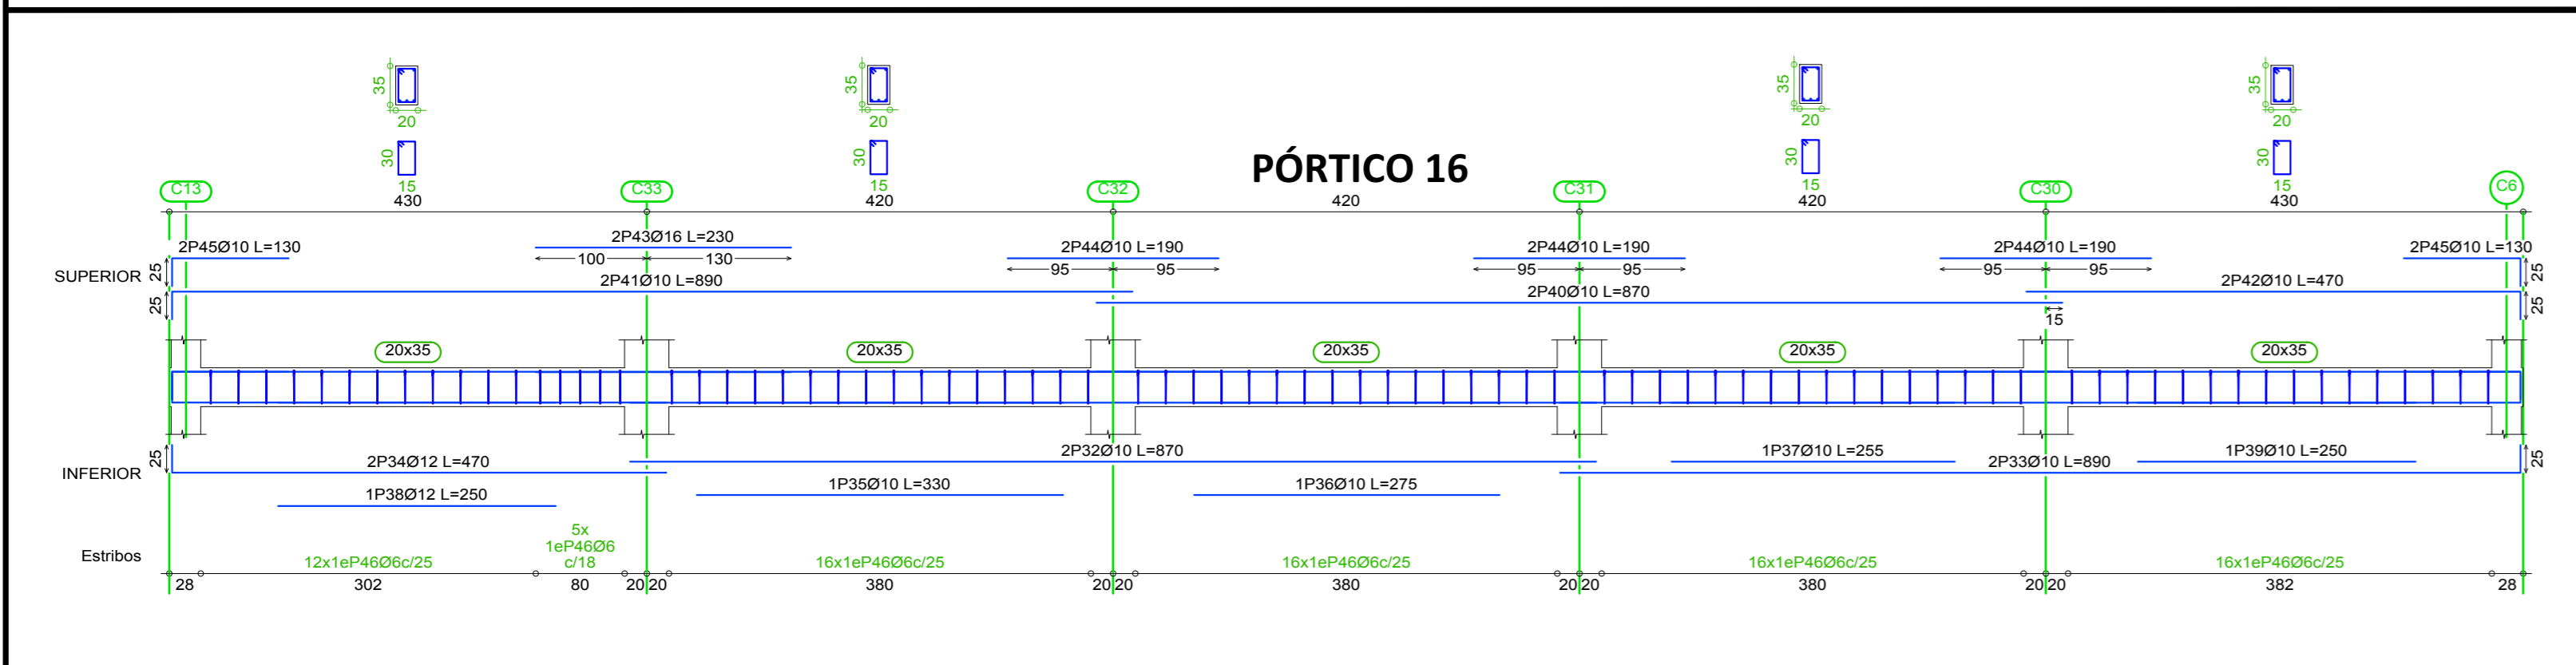 35
35
35
35
20
20
20
20
30
30
PÓRTICO 16
30
30
C13
15
C33
15
C32
C31
15
C30
15
C6
430
420
420
420
430
2P45Ø10 L=130
2P43Ø16 L=230
2P44Ø10 L=190
2P44Ø10 L=190
2P44Ø10 L=190
2P45Ø10 L=130
SUPERIOR
25
100
130
95
95
95
95
95
95
25
25
2P41Ø10 L=890
2P40Ø10 L=870
2P42Ø10 L=470
25
15
20x35
20x35
20x35
20x35
20x35
INFERIOR
25
2P34Ø12 L=470
2P32Ø10 L=870
1P37Ø10 L=255
2P33Ø10 L=890
1P39Ø10 L=250
25
1P38Ø12 L=250
1P35Ø10 L=330
1P36Ø10 L=275
Estribos
12x1eP46Ø6c/25
5x
1eP46Ø6
c/18
16x1eP46Ø6c/25
16x1eP46Ø6c/25
16x1eP46Ø6c/25
16x1eP46Ø6c/25
28
302
80
20
20
380
20
20
380
20
20
380
20
20
382
28